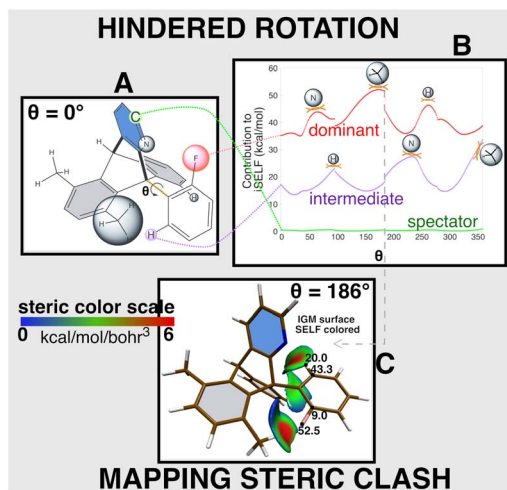 HINDERED ROTATION
A
B
θ = 0°
C
N
H
H
H
H
H
θ
F
H
H
60
50
40
30
20
10
0
Contribution to
iSELF (kcal/mol)
N
H
dominant
H
N
intermediate
spectator
0 50 100 150 200 250 300 350
θ
steric color scale
0 kcal/mol/bohr³ 6
θ = 186°
IGM surface
SELF colored
20.0
43.3
9.0
52.5
C
MAPPING STERIC CLASH